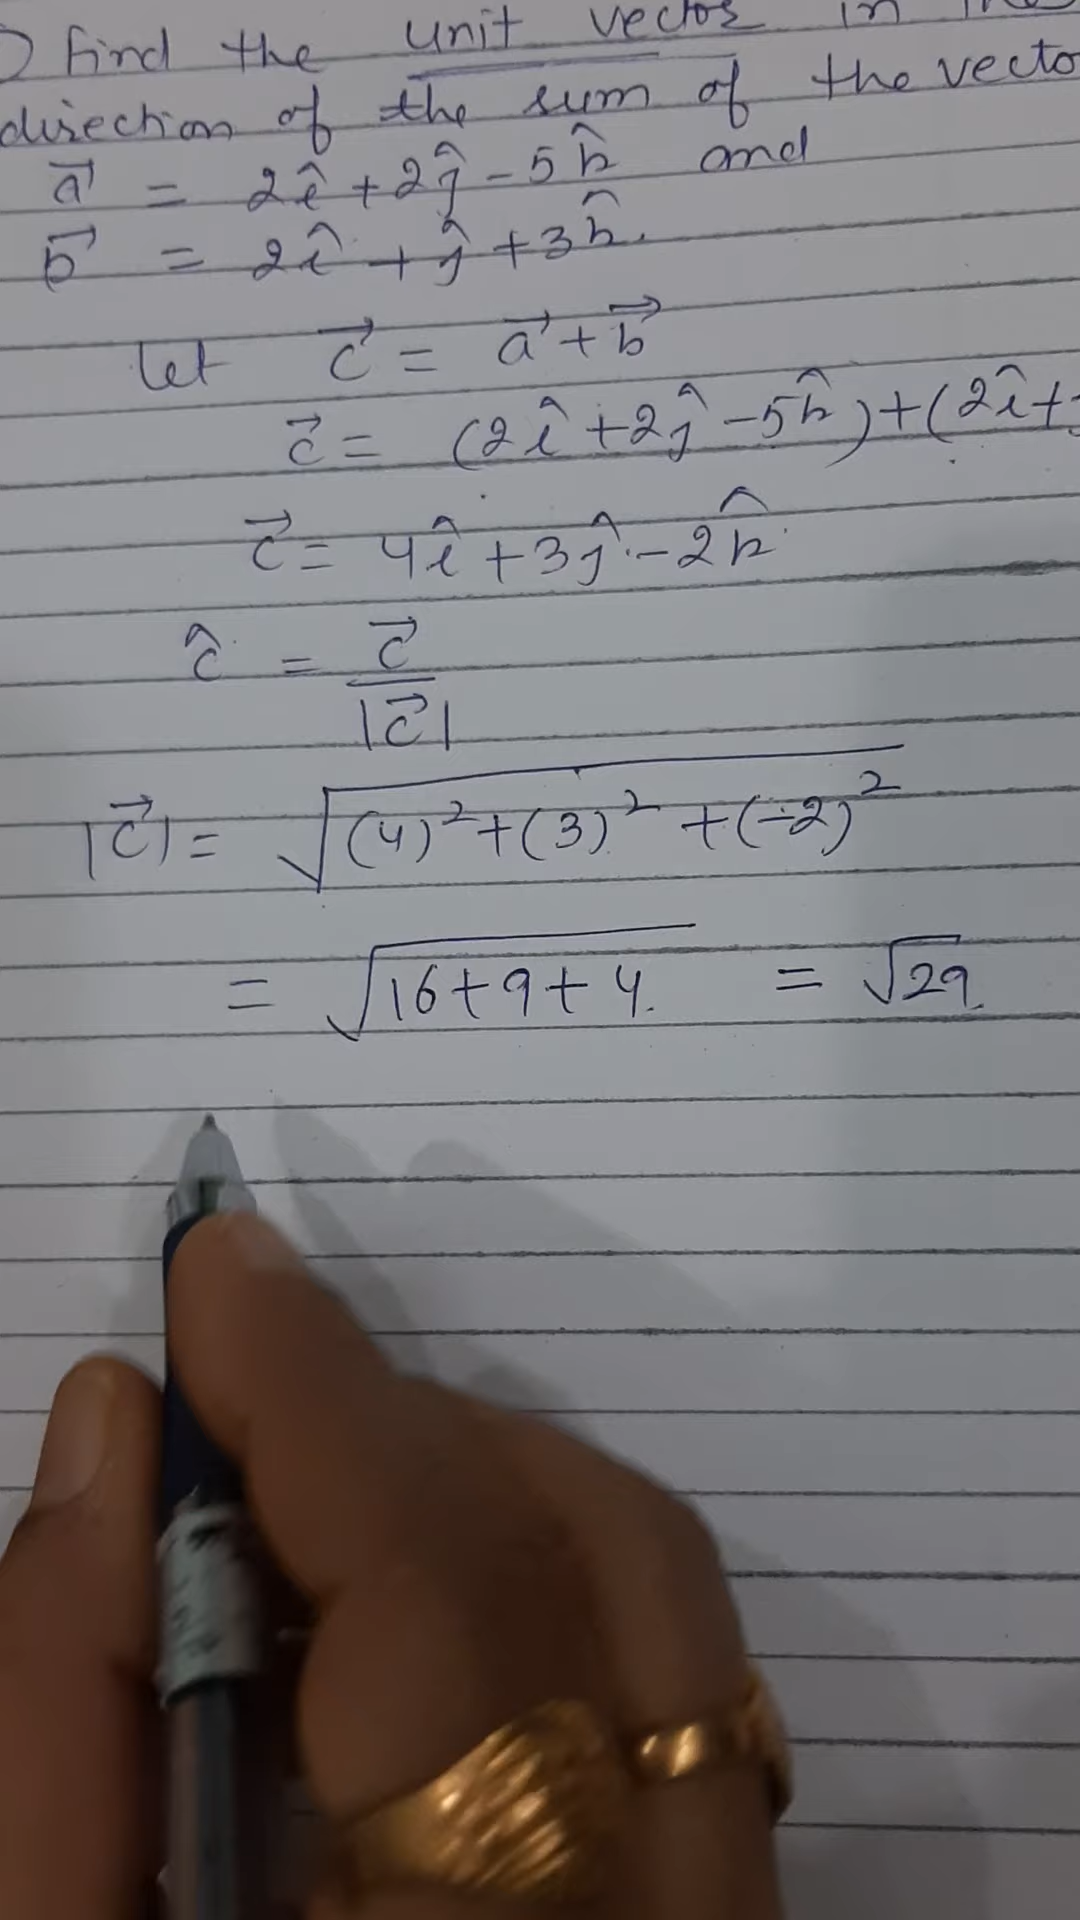 Find the unit vector in the
direction of the sum of the vecto
a⃗ = 2î + 2ĵ - 5k̂ and
b⃗ = 2î + ĵ + 3k̂.
Let c⃗ = a⃗ + b⃗
c⃗ = (2î + 2ĵ - 5k̂) + (2î +
c⃗ = 4î + 3ĵ - 2k̂
ĉ = c⃗ / |c⃗|
|c⃗| = √((4)² + (3)² + (-2)²)
= √(16 + 9 + 4) = √29